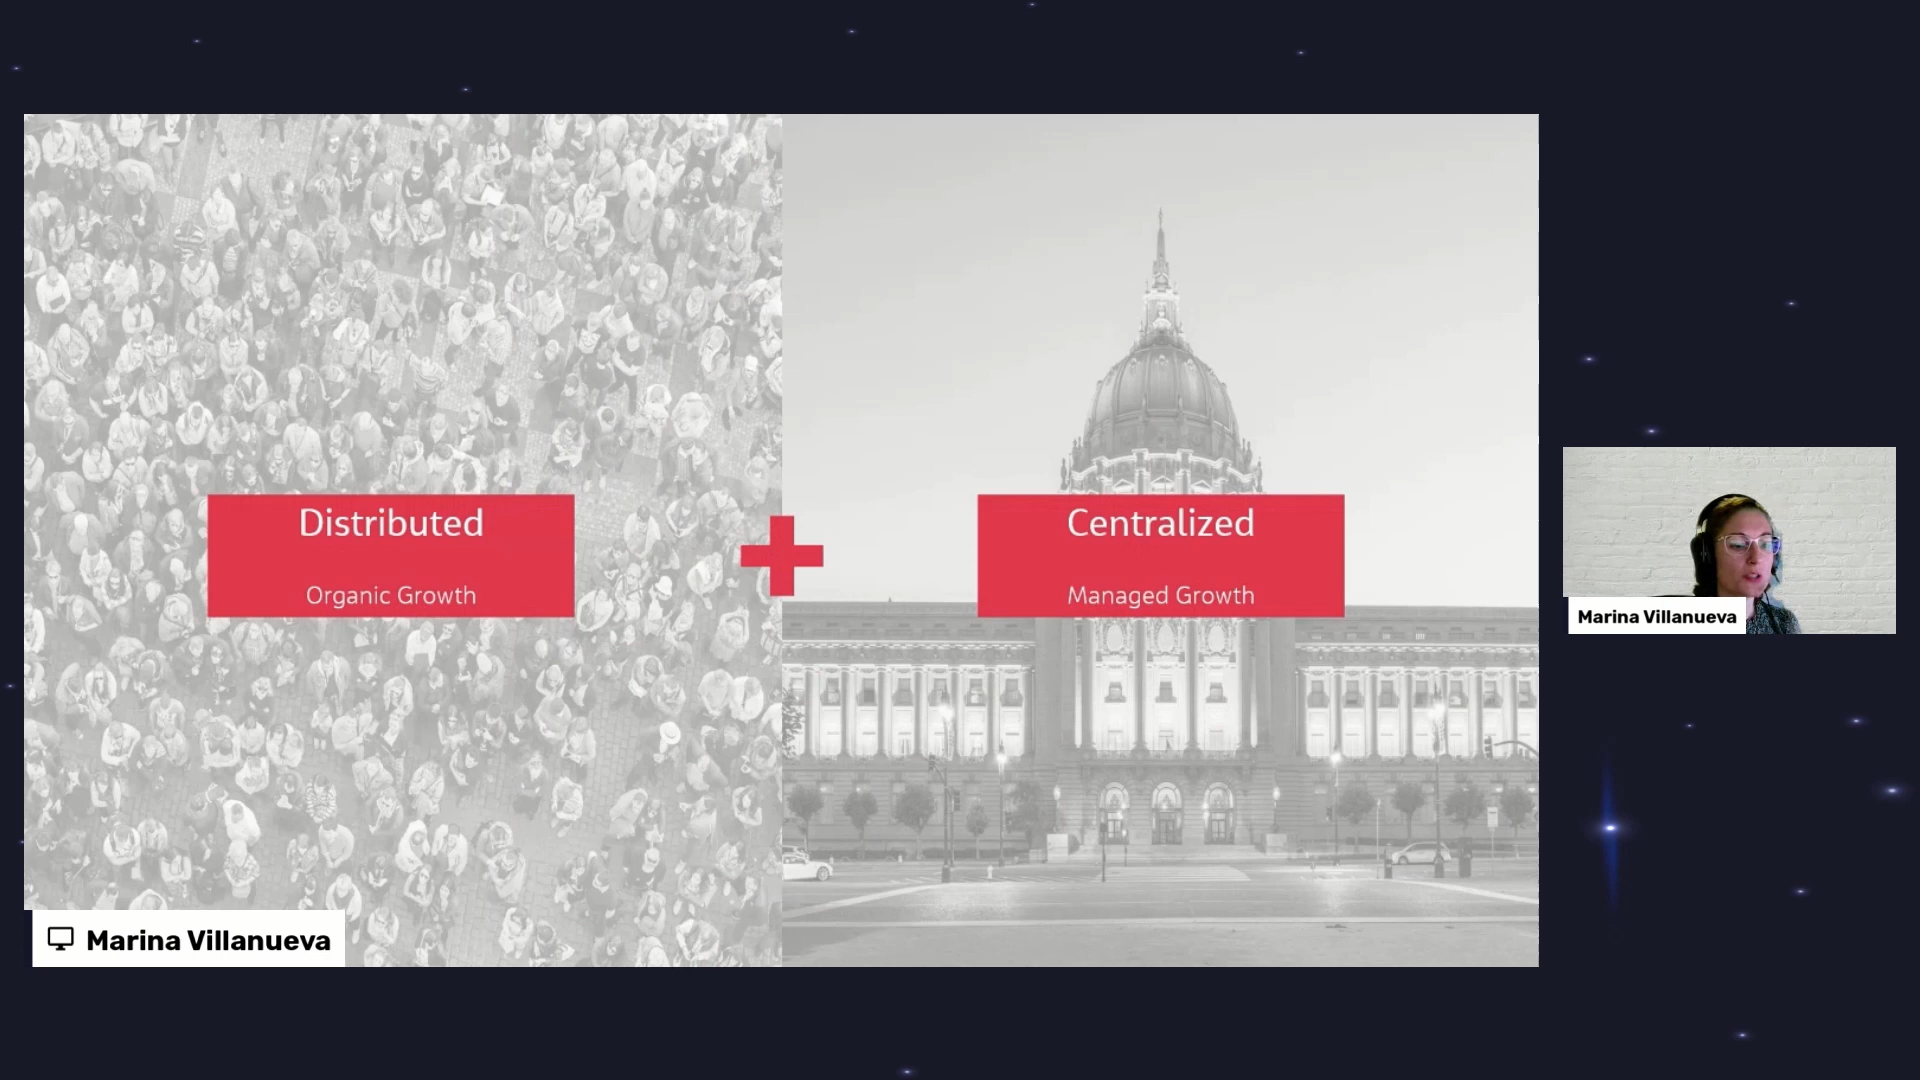 Distributed
Organic Growth
Centralized
Managed Growth
Marina Villanueva
Marina Villanueva